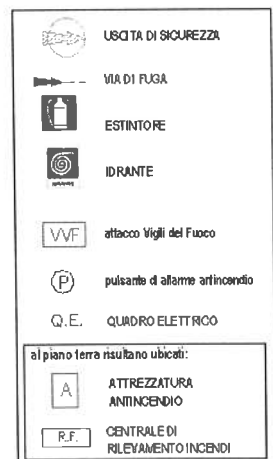 USCITA DI SICUREZZA
VIA DI FUGA
ESTINTORE
IDRANTE
VVF attacco Vigili del Fuoco
P pulsante di allarme antincendio
Q.E. QUADRO ELETTRICO
al piano terra risultano ubicati:
A ATTREZZATURA
ANTINCENDIO
R.F. CENTRALE DI
RILEVAMENTO INCENDI